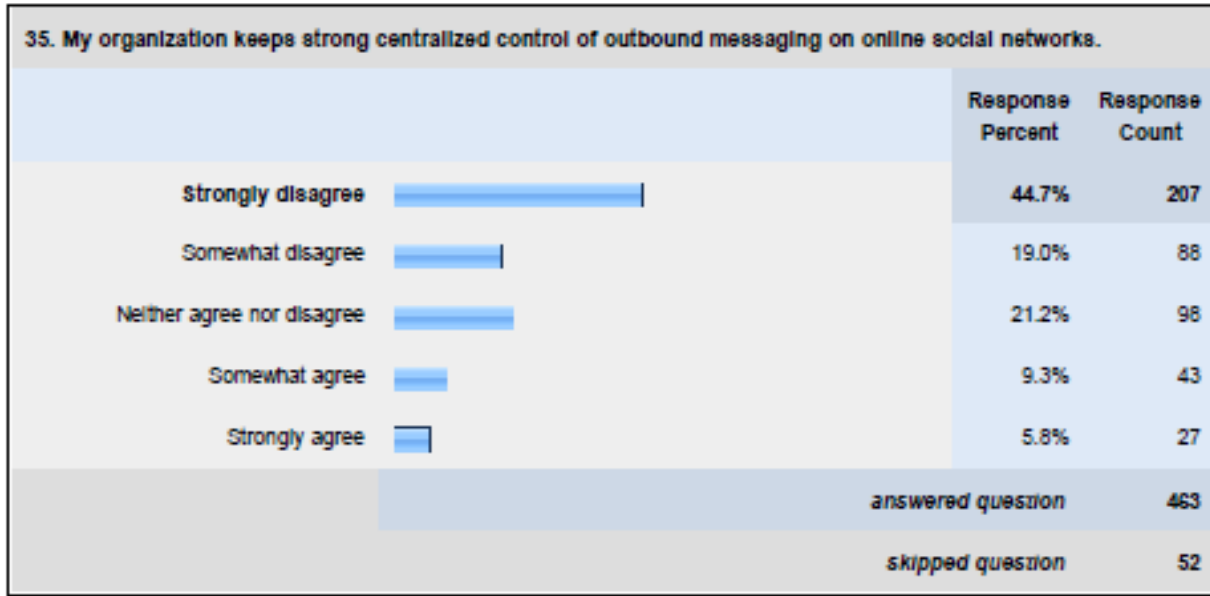 35. My organization keeps strong centralized control of outbound messaging on online social networks.
Response Percent Response Count
Strongly disagree 44.7% 207
Somewhat disagree 19.0% 88
Neither agree nor disagree 21.2% 98
Somewhat agree 9.3% 43
Strongly agree 5.8% 27
answered question 463
skipped question 52